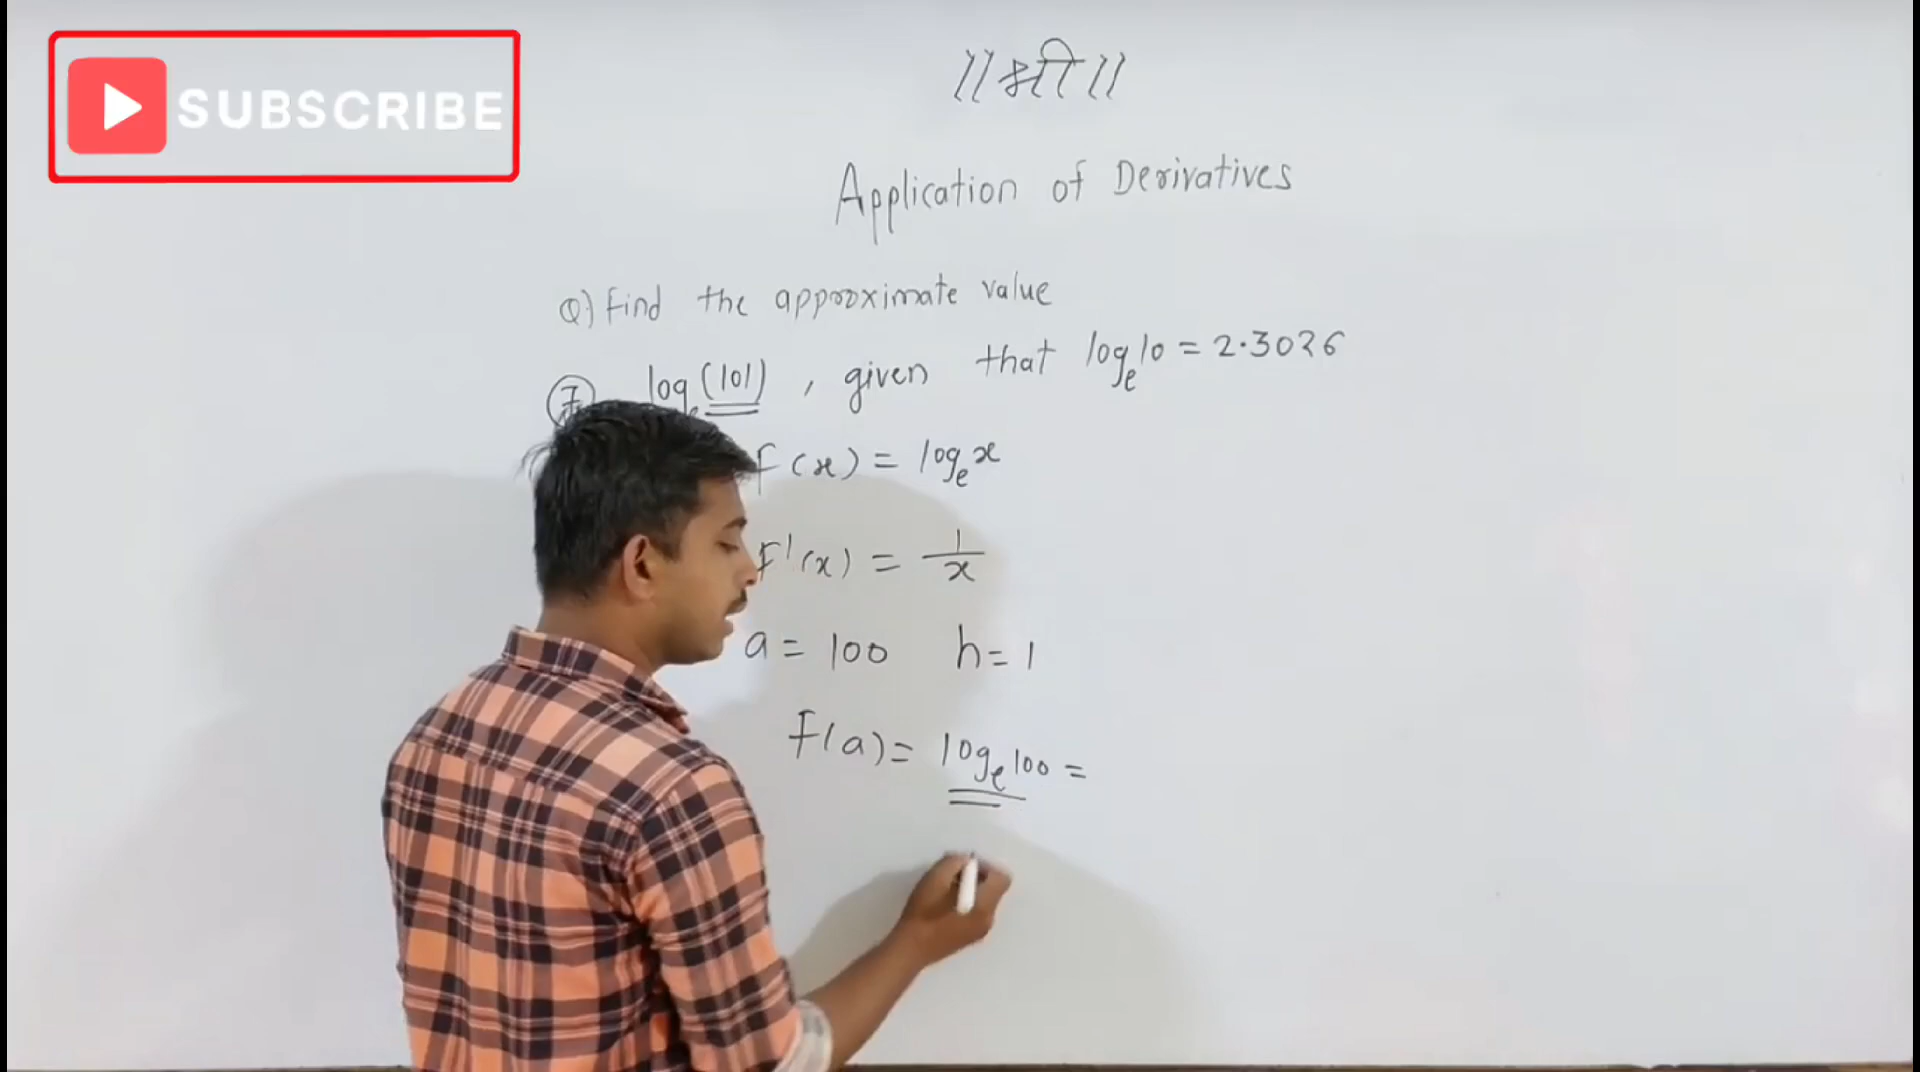 SUBSCRIBE
॥श्री॥
Application of Derivatives
Q) Find the approximate value
⑦ logₑ(101), given that logₑ10 = 2.3026
f(x) = logₑx
F'(x) = 1/x
a = 100 h = 1
F(a) = logₑ100 =